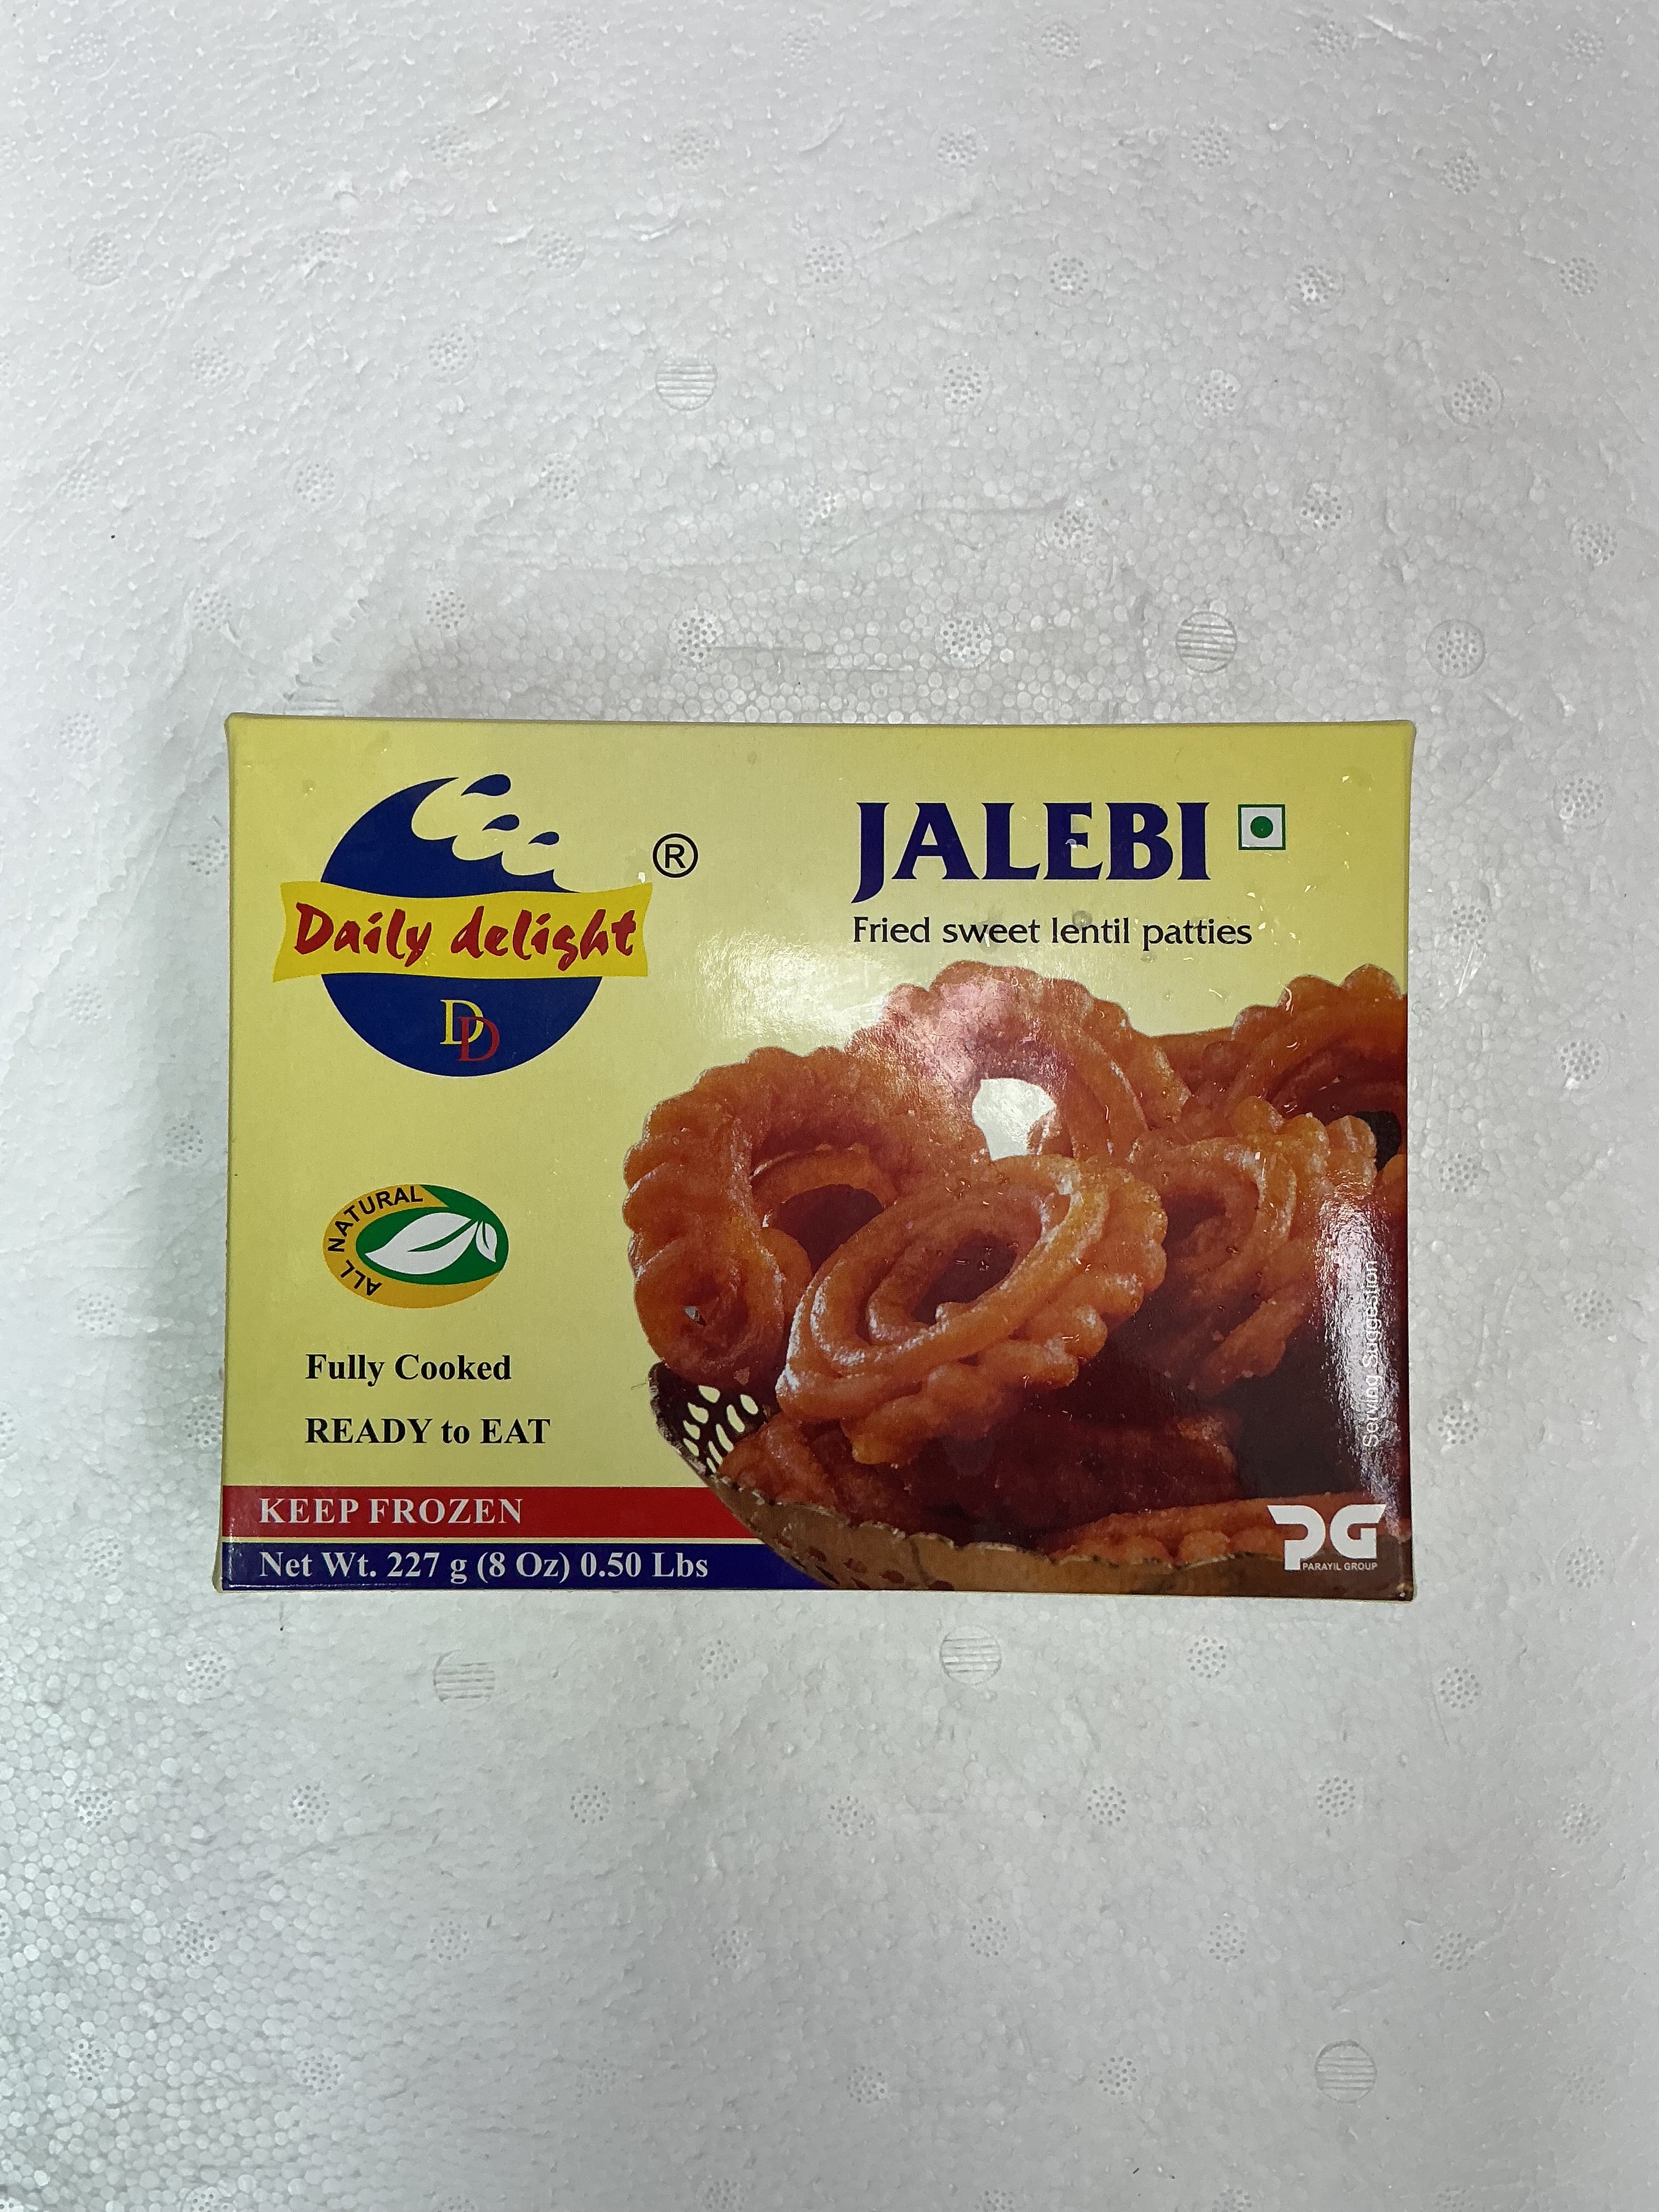 Daily delight
®
DD
JALEBI
Fried sweet lentil patties
ALL NATURAL
Fully Cooked
READY to EAT
KEEP FROZEN
Net Wt. 227 g (8 Oz) 0.50 Lbs
Serving Suggestion
PG
PARAYIL GROUP